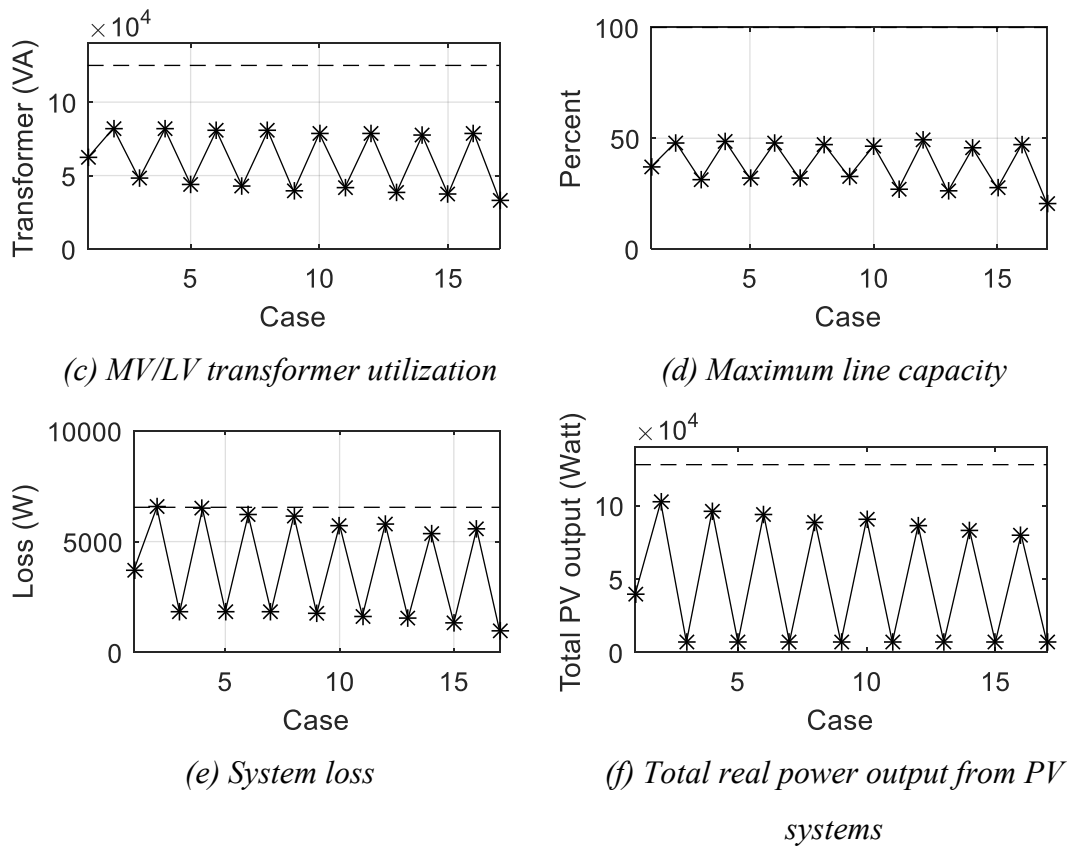 ×10⁴
Transformer (VA)
10
5
0
5 10 15
Case
(c) MV/LV transformer utilization
Percent
100
50
0
5 10 15
Case
(d) Maximum line capacity
Loss (W)
10000
5000
0
5 10 15
Case
(e) System loss
×10⁴
Total PV output (Watt)
10
5
0
5 10 15
Case
(f) Total real power output from PV
systems